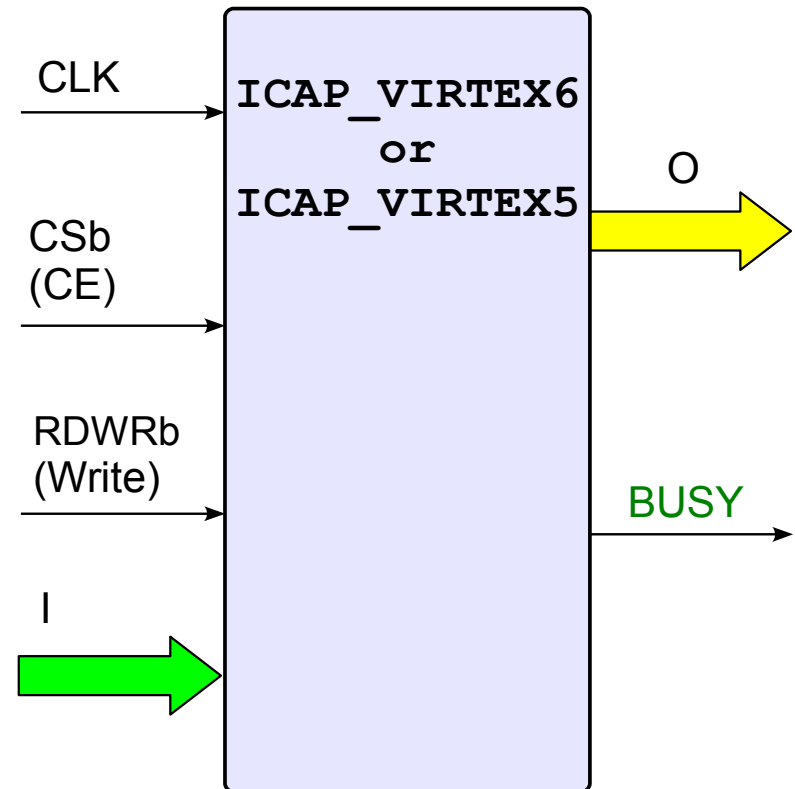 CLK
ICAP_VIRTEX6
or
ICAP_VIRTEX5
O
CSb
(CE)
RDWRb
(Write)
BUSY
I